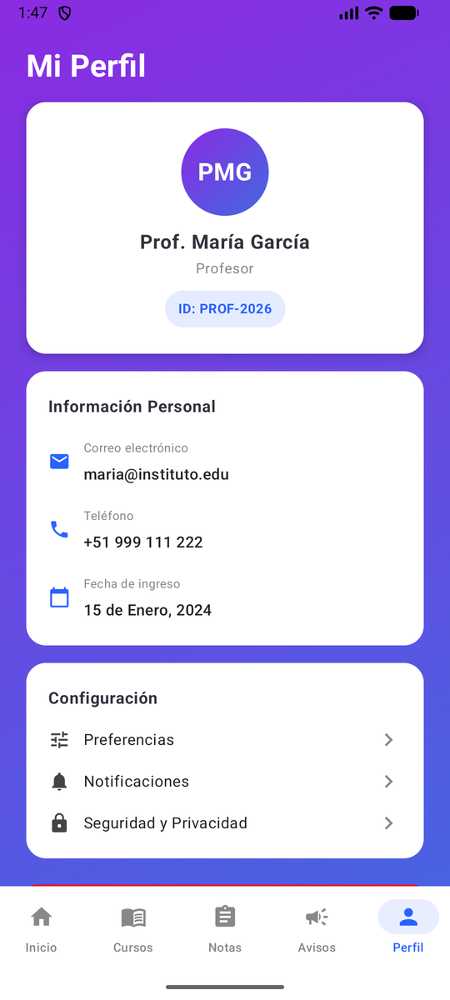 1:47
Mi Perfil
PMG
Prof. María García
Profesor
ID: PROF-2026
Información Personal
Correo electrónico
maria@instituto.edu
Teléfono
+51 999 111 222
Fecha de ingreso
15 de Enero, 2024
Configuración
Preferencias
Notificaciones
Seguridad y Privacidad
Inicio
Cursos
Notas
Avisos
Perfil